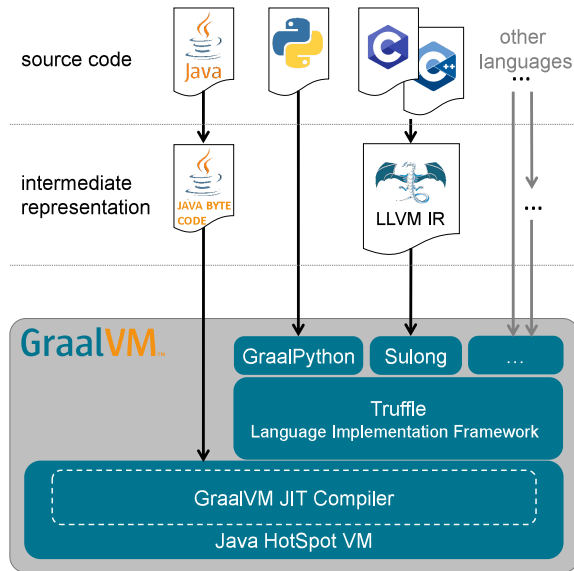 source code
Java
C
C++
other
languages
...
intermediate
representation
JAVA BYTE
CODE
LLVM IR
...
GraalVM™
GraalPython
Sulong
...
Truffle
Language Implementation Framework
GraalVM JIT Compiler
Java HotSpot VM